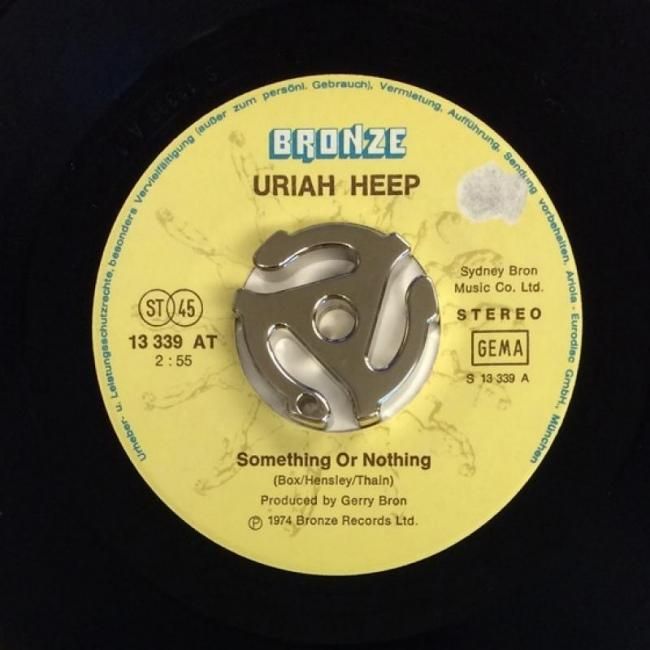 Urheber- u. Leistungsschutzrechte, besonders Vervielfältigung (außer zum persönl. Gebrauch), Vermietung, Aufführung, Sendung vorbehalten. Ariola - Eurodisc GmbH., München
BRONZE
URIAH HEEP
Sydney Bron
Music Co. Ltd.
ST 45
STEREO
13 339 AT
GEMA
2:55
S 13 339 A
Something Or Nothing
(Box/Hensley/Thain)
Produced by Gerry Bron
Ⓟ 1974 Bronze Records Ltd.